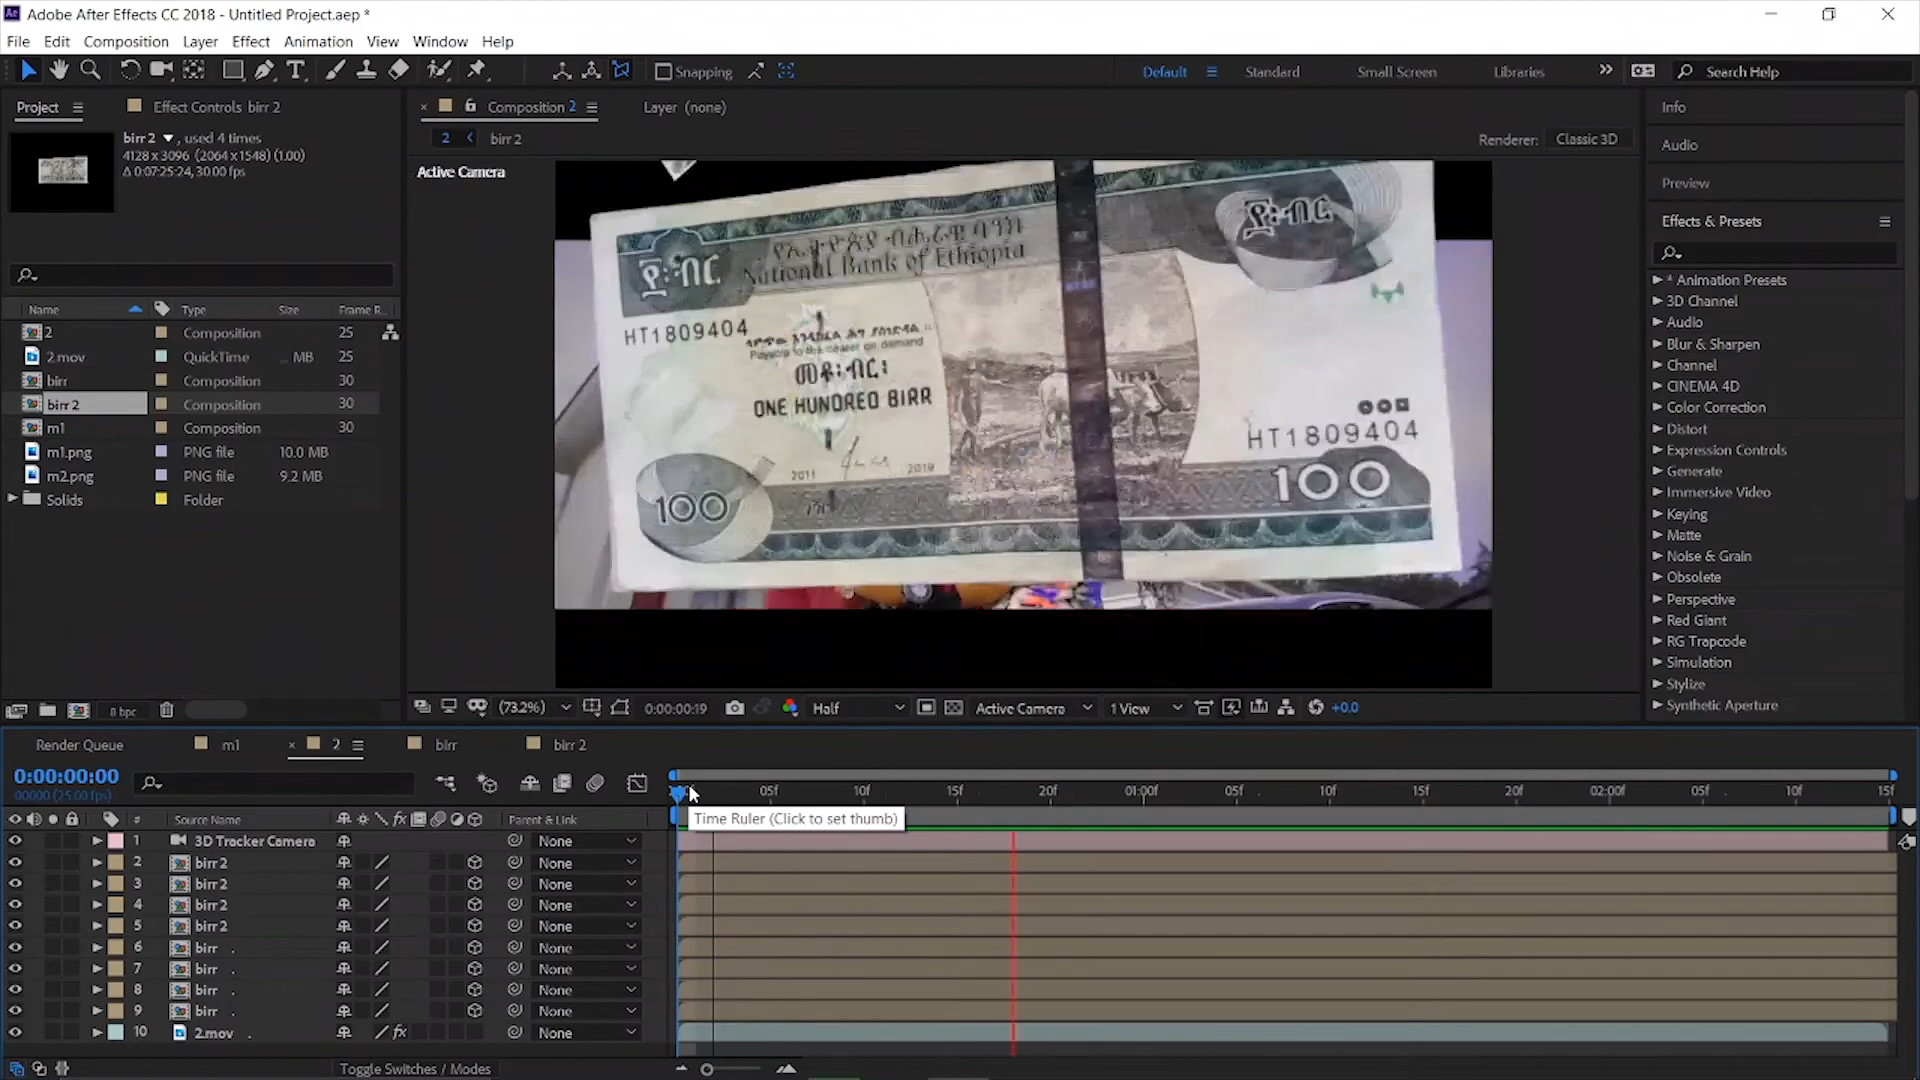 Adobe After Effects CC 2018 - Untitled Project.aep *
File Edit Composition Layer Effect Animation View Window Help
Snapping
Default Standard Small Screen Libraries Search Help
Project Effect Controls birr 2
birr 2, used 4 times
4128 x 3096 (2064 x 1548) (1.00)
Δ 0:07:25:24, 30.00 fps
Composition 2 Layer (none)
2 birr 2
Renderer: Classic 3D
Active Camera
፻ ብር
National Bank of Ethiopia
፻ ብር
HT1809404
Payable to the bearer on demand
መቶ ብር
ONE HUNDRED BIRR
2011 2019
HT1809404
100
100
Name Type Size Frame R..
2 Composition 25
2.mov QuickTime ... MB 25
birr Composition 30
birr 2 Composition 30
m1 Composition 30
m1.png PNG file 10.0 MB
m2.png PNG file 9.2 MB
Solids Folder
8 bpc
(73.2%) 0:00:00:19 Half Active Camera 1 View +0.0
Info
Audio
Preview
Effects & Presets
* Animation Presets
3D Channel
Audio
Blur & Sharpen
Channel
CINEMA 4D
Color Correction
Distort
Expression Controls
Generate
Immersive Video
Keying
Matte
Noise & Grain
Obsolete
Perspective
Red Giant
RG Trapcode
Simulation
Stylize
Synthetic Aperture
Render Queue m1 2 birr birr 2
0:00:00:00
00000 (25.00 fps)
05f 10f 15f 20f 01:00f 05f 10f 15f 20f 02:00f 05f 10f 15f
Time Ruler (Click to set thumb)
# Source Name Parent & Link
1 3D Tracker Camera None
2 birr 2 None
3 birr 2 None
4 birr 2 None
5 birr 2 None
6 birr None
7 birr None
8 birr None
9 birr None
10 2.mov fx None
Toggle Switches / Modes